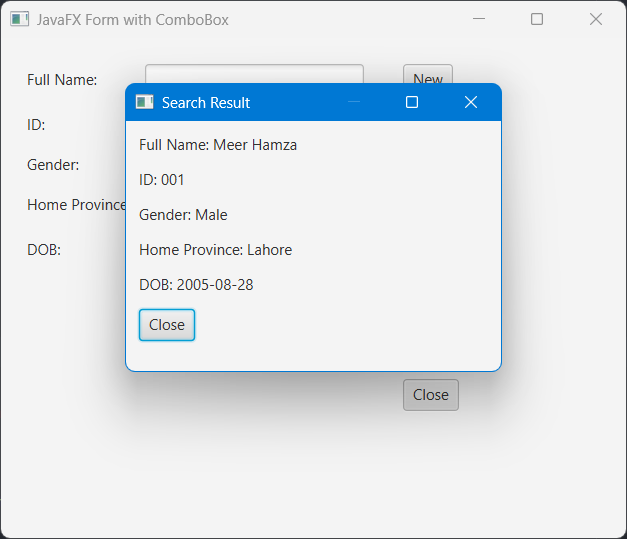 JavaFX Form with ComboBox
Full Name:
New
ID:
Gender:
Home Province
DOB:
Search Result
Full Name: Meer Hamza
ID: 001
Gender: Male
Home Province: Lahore
DOB: 2005-08-28
Close
Close